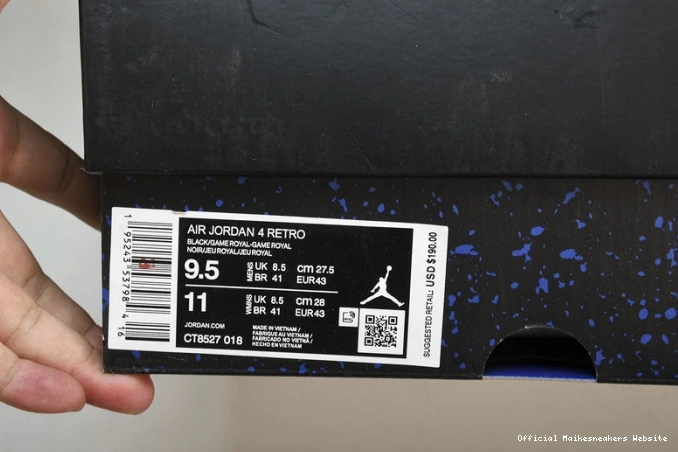 AIR JORDAN 4 RETRO
BLACK/GAME ROYAL-GAME ROYAL
NOIR/JEU ROYAL/JEU ROYAL
9.5 MENS UK 8.5 cm 27.5
BR 41 EUR 43
11 WMNS UK 8.5 cm 28
BR 41 EUR 43
JORDAN.COM
CT8527 018
MADE IN VIETNAM /
FABRIQUÉ AU VIETNAM /
FABRICADO NO VIETNÃ /
HECHO EN VIETNAM
SUGGESTED RETAIL: USD $190.00
1 95243 55798 4 16
Official Maikesneakers Website